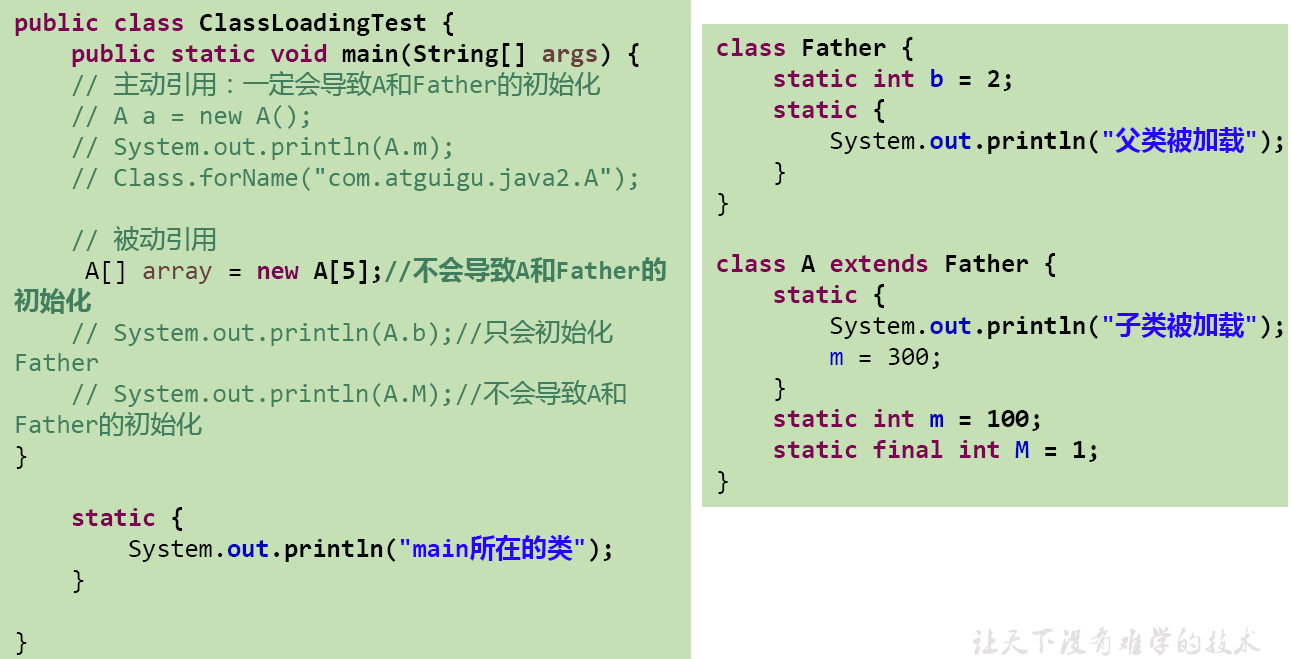 public class ClassLoadingTest {
public static void main(String[] args) {
// 主动引用：一定会导致A和Father的初始化
// A a = new A();
// System.out.println(A.m);
// Class.forName("com.atguigu.java2.A");
// 被动引用
A[] array = new A[5];//不会导致A和Father的
初始化
// System.out.println(A.b);//只会初始化
Father
// System.out.println(A.M);//不会导致A和
Father的初始化
}
static {
System.out.println("main所在的类");
}
}
class Father {
static int b = 2;
static {
System.out.println("父类被加载");
}
}
class A extends Father {
static {
System.out.println("子类被加载");
m = 300;
}
static int m = 100;
static final int M = 1;
}
让天下没有难学的技术